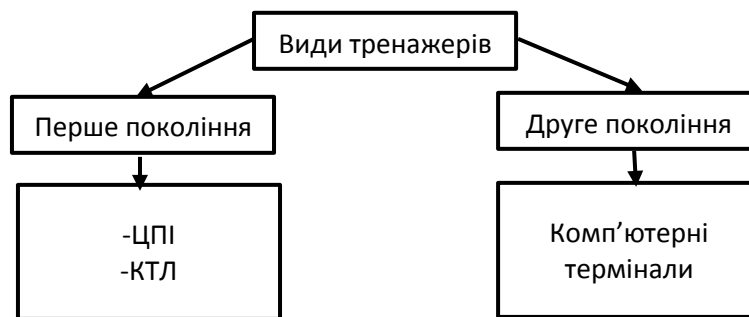 Види тренажерів
Перше покоління
Друге покоління
-ЦПІ
-КТЛ
Комп’ютерні
термінали